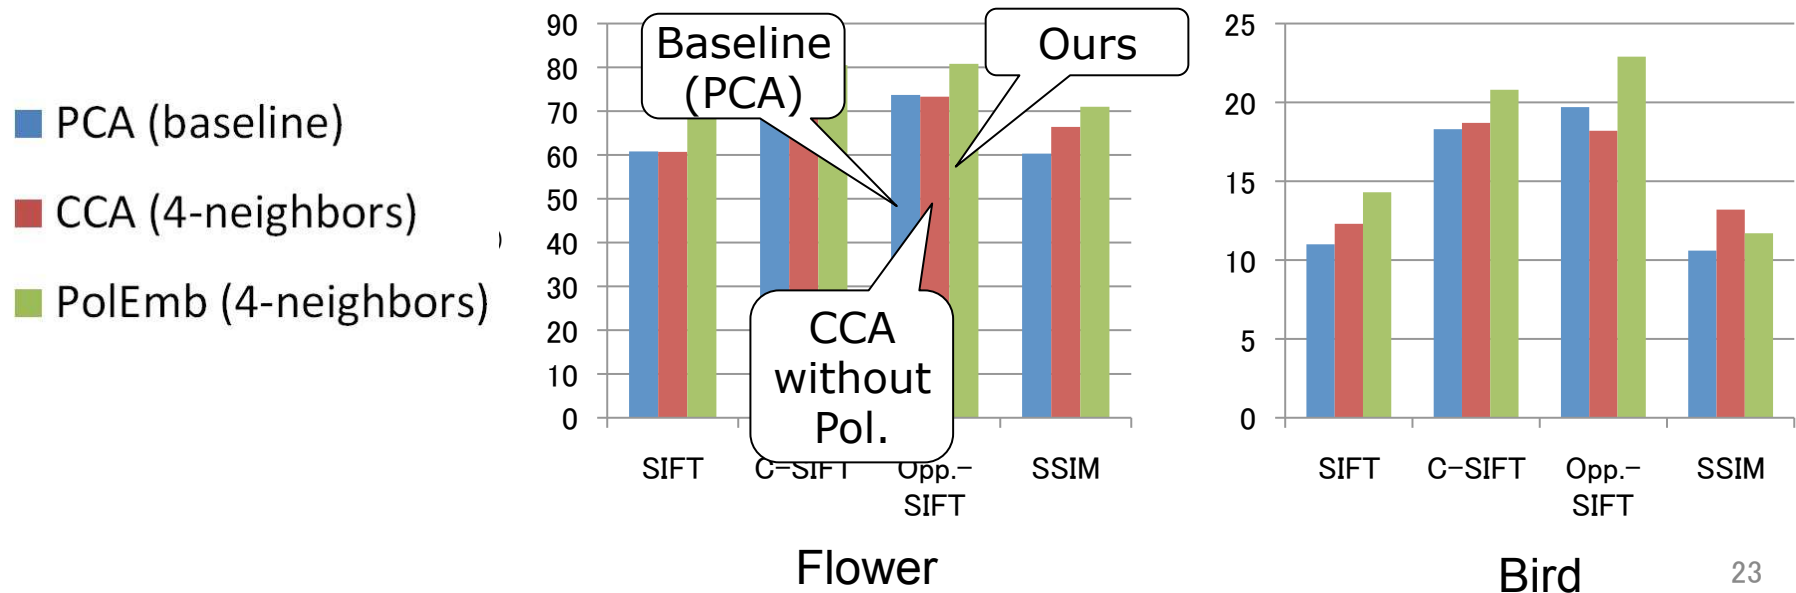 PCA (baseline)
CCA (4-neighbors)
PolEmb (4-neighbors)
90
80
70
60
50
40
30
20
10
0
Baseline
(PCA)
Ours
CCA
without
Pol.
SIFT
C-SIFT
Opp.-
SIFT
SSIM
Flower
25
20
15
10
5
0
SIFT
C-SIFT
Opp.-
SIFT
SSIM
Bird
23